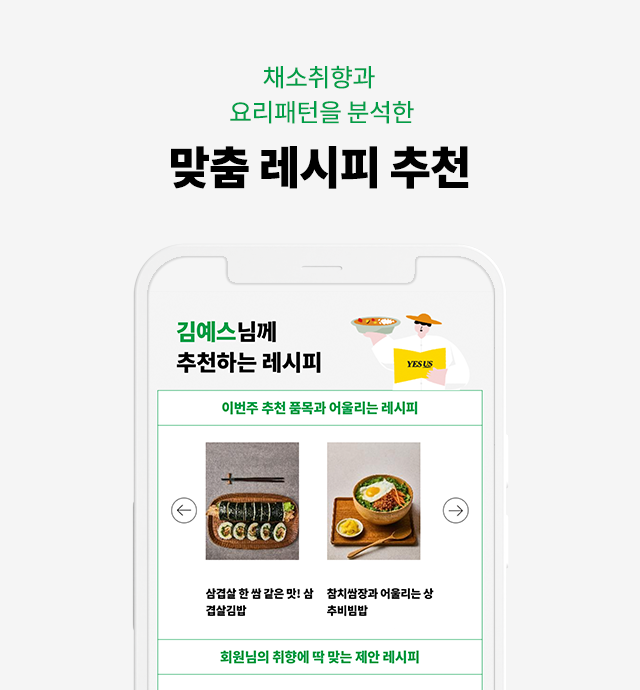 채소취향과
요리패턴을 분석한
맞춤 레시피 추천
김예스님께
추천하는 레시피
YES US
이번주 추천 품목과 어울리는 레시피
삼겹살 한 쌈 같은 맛! 삼
겹살김밥
참치쌈장과 어울리는 상
추비빔밥
회원님의 취향에 딱 맞는 제안 레시피